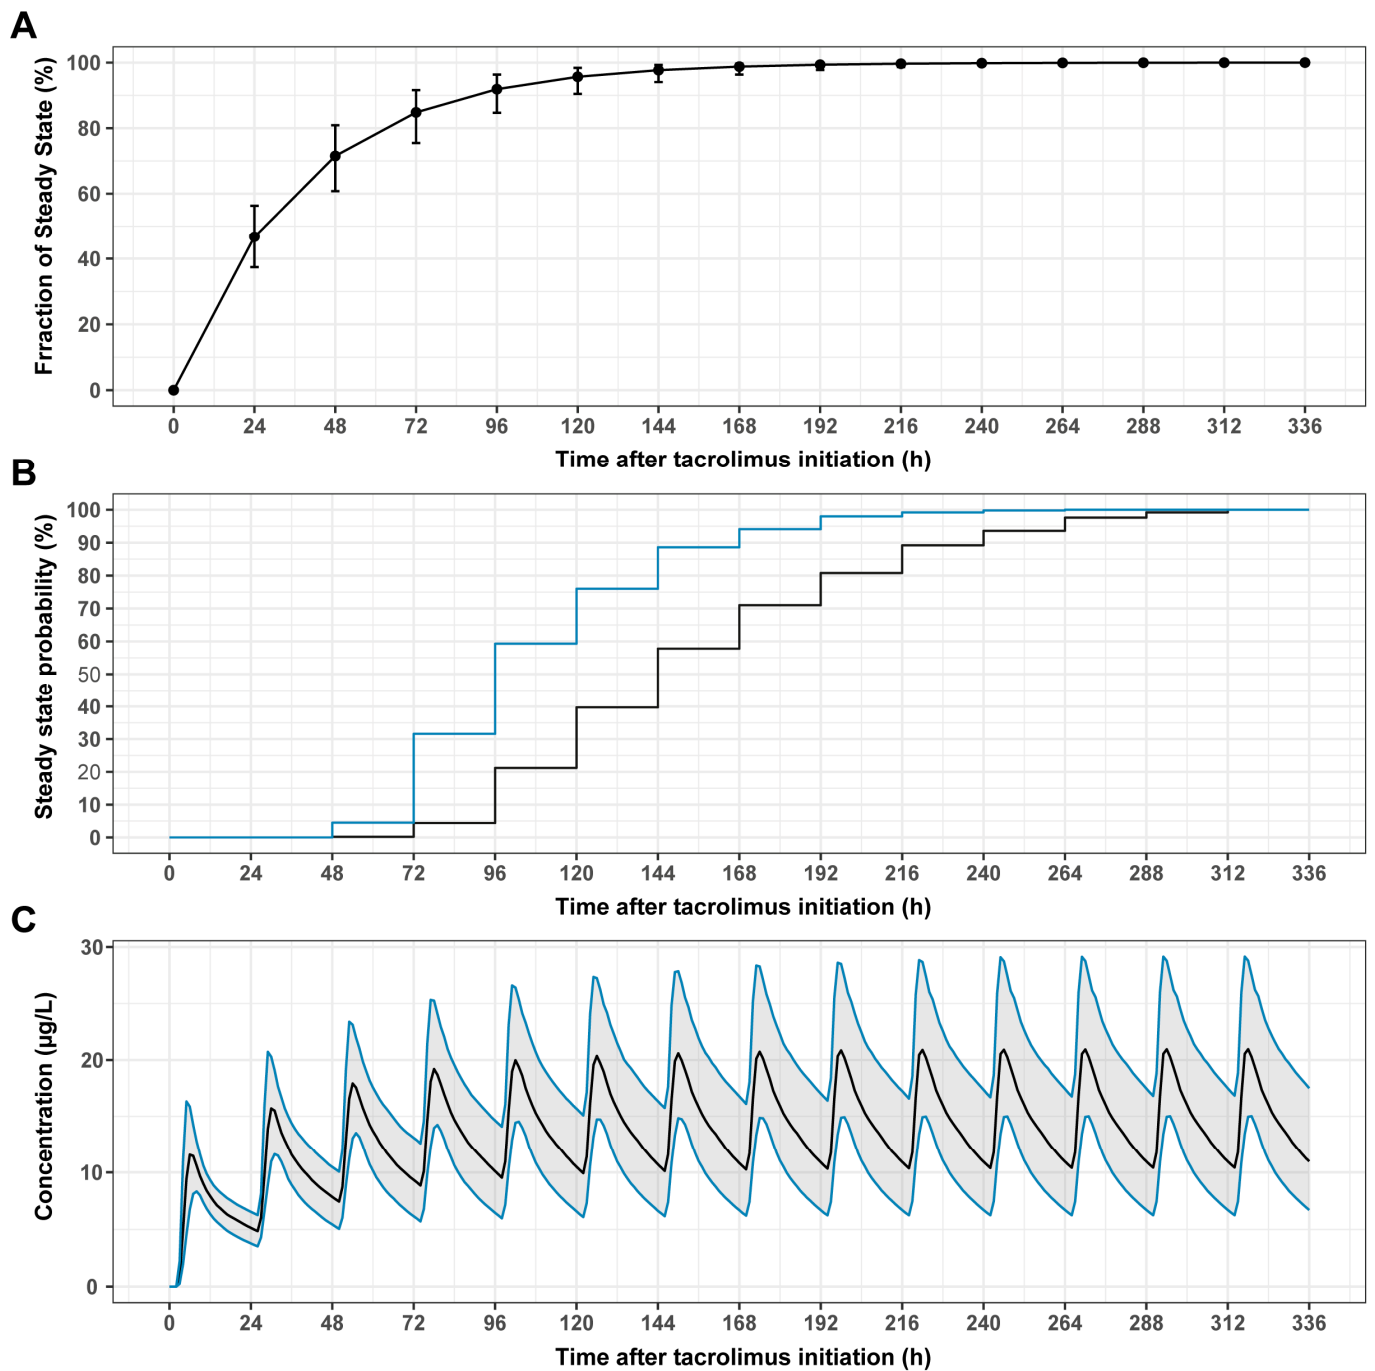 A
Frraction of Steady State (%)
100
80
60
40
20
0
0 24 48 72 96 120 144 168 192 216 240 264 288 312 336
Time after tacrolimus initiation (h)
B
Steady state probability (%)
100
90
80
70
60
50
40
30
20
10
0
0 24 48 72 96 120 144 168 192 216 240 264 288 312 336
Time after tacrolimus initiation (h)
C
Concentration (µg/L)
30
20
10
0
0 24 48 72 96 120 144 168 192 216 240 264 288 312 336
Time after tacrolimus initiation (h)